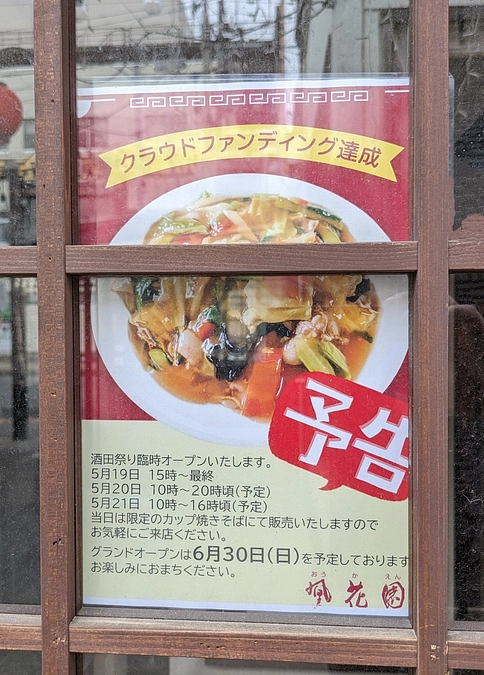 クラウドファンディング達成
予告
酒田祭り臨時オープンいたします。
5月19日 15時～最終
5月20日 10時～20時頃(予定)
5月21日 10時～16時頃(予定)
当日は限定のカップ焼きそばにて販売いたしますので
お気軽にご来店ください。
グランドオープンは6月30日(日)を予定しております
お楽しみにおまちください。
おう か えん
凰花園